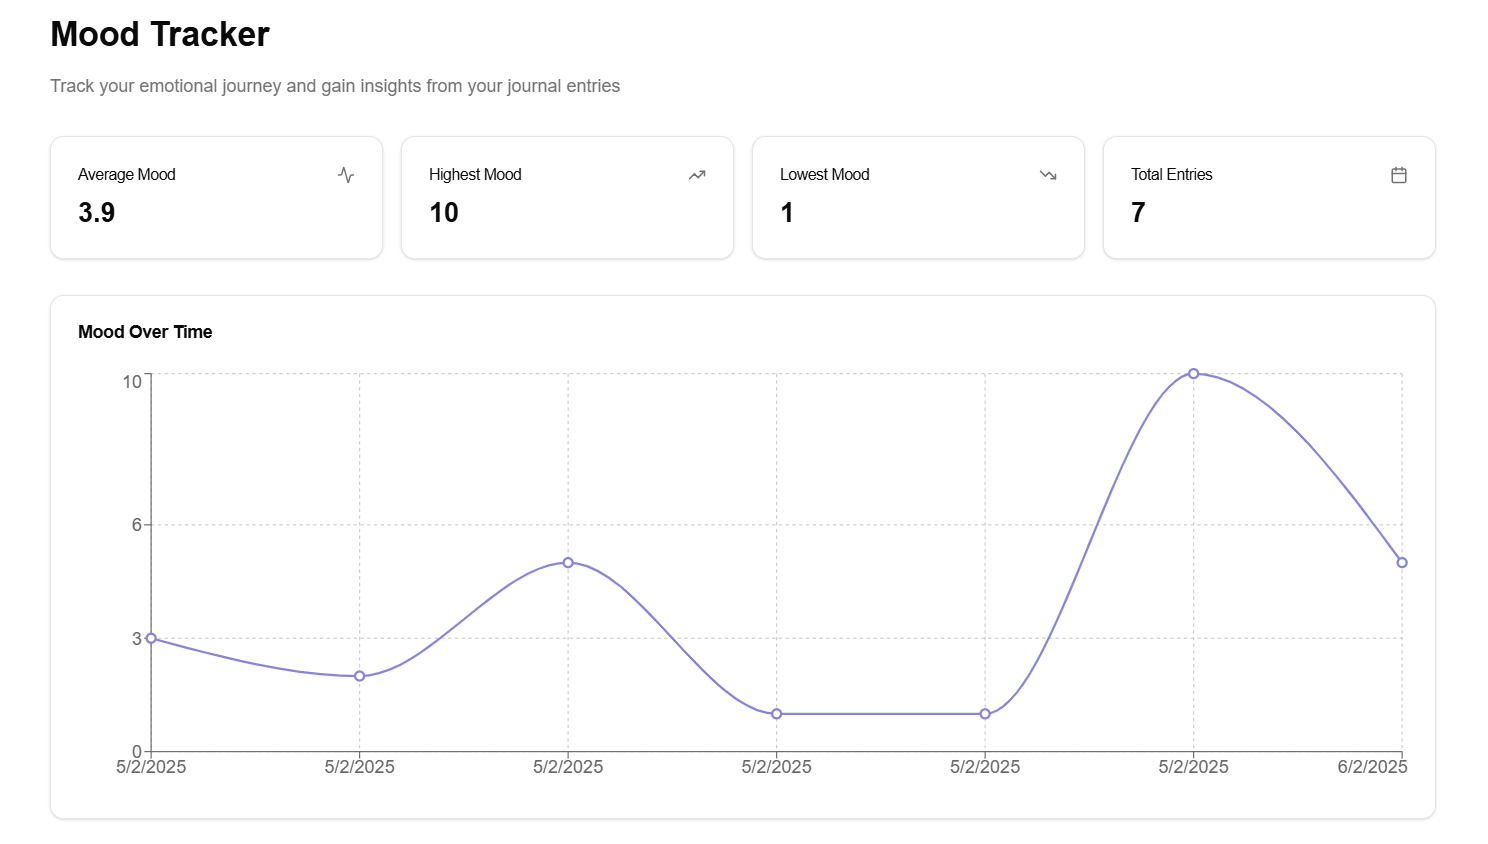 Mood Tracker
Track your emotional journey and gain insights from your journal entries
Average Mood
3.9
Highest Mood
10
Lowest Mood
1
Total Entries
7
Mood Over Time
10
6
3
0
5/2/2025 5/2/2025 5/2/2025 5/2/2025 5/2/2025 5/2/2025 6/2/2025